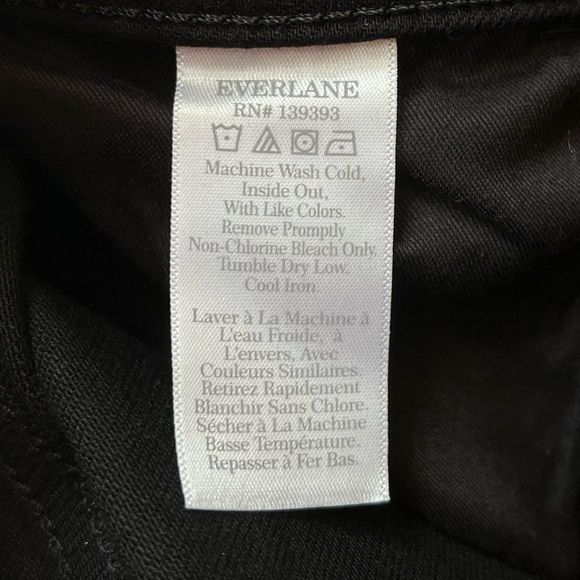 EVERLANE
RN# 139393
Machine Wash Cold,
Inside Out,
With Like Colors.
Remove Promptly
Non-Chlorine Bleach Only.
Tumble Dry Low.
Cool Iron.
Laver à La Machine à
L'eau Froide, à
L'envers, Avec
Couleurs Similaires.
Retirez Rapidement
Blanchir Sans Chlore.
Sécher à La Machine
Basse Température.
Repasser à Fer Bas.